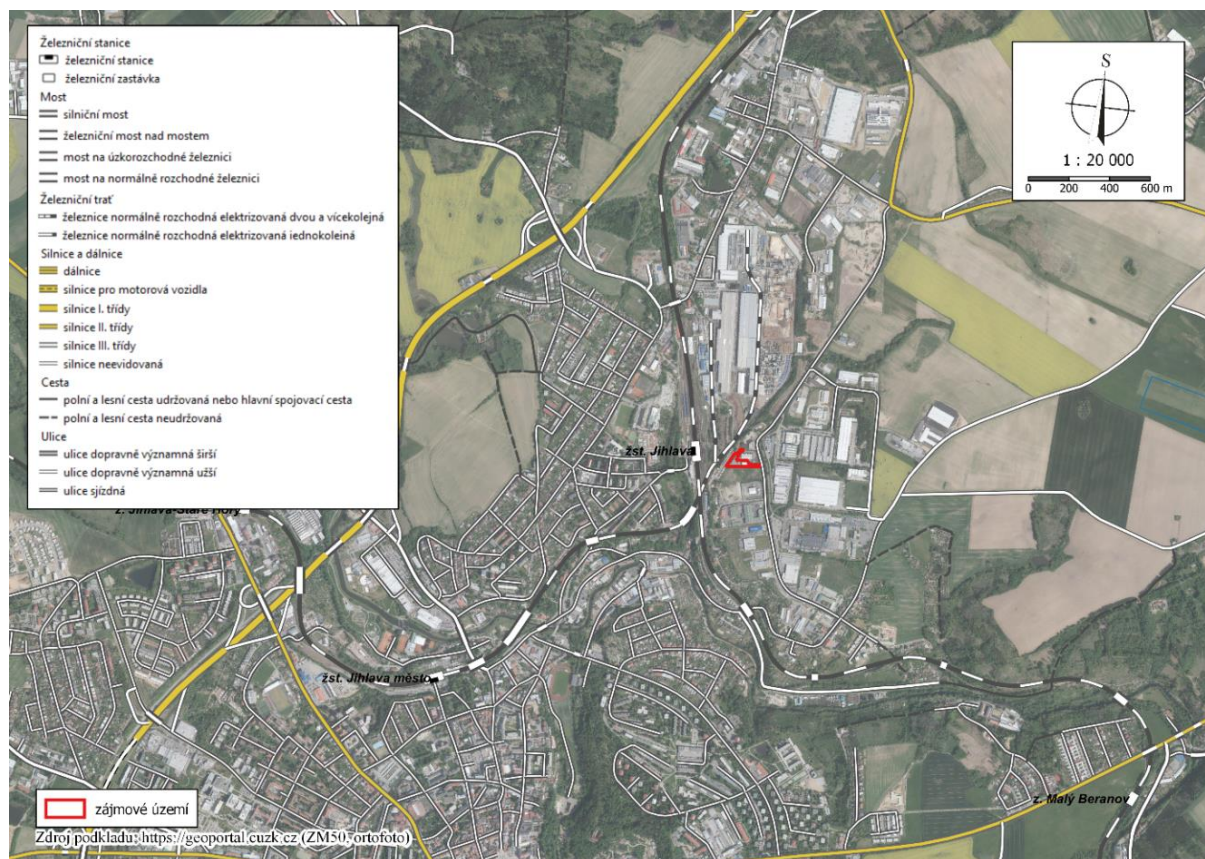 Železniční stanice
železniční stanice
železniční zastávka
Most
silniční most
železniční most nad mostem
most na úzkorozchodné železnici
most na normálně rozchodné železnici
Železniční trať
železnice normálně rozchodná elektrizovaná dvou a vícekolejná
železnice normálně rozchodná elektrizovaná jednokolejná
Silnice a dálnice
dálnice
silnice pro motorová vozidla
silnice I. třídy
silnice II. třídy
silnice III. třídy
silnice neevidovaná
Cesta
polní a lesní cesta udržovaná nebo hlavní spojovací cesta
polní a lesní cesta neudržovaná
Ulice
ulice dopravně významná širší
ulice dopravně významná užší
ulice sjízdná
S
1 : 20 000
0 200 400 600 m
žst. Jihlava
z. Jihlava-Staré Hory
žst. Jihlava město
z. Malý Beranov
zájmové území
Zdroj podkladu: https://geoportal.cuzk.cz (ZM50, ortofoto)